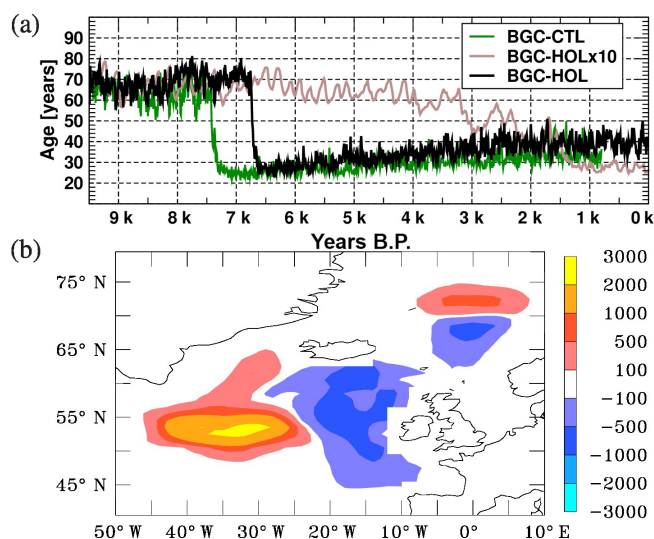 (a)
BGC-CTL
BGC-HOLx10
BGC-HOL
Age [years]
90
80
70
60
50
40
30
20
9 k 8 k 7 k 6 k 5 k 4 k 3 k 2 k 1 k 0 k
Years B.P.
(b)
75° N
65° N
55° N
45° N
50° W 40° W 30° W 20° W 10° W 0° 10° E
3000
2000
1000
500
100
-100
-500
-1000
-2000
-3000